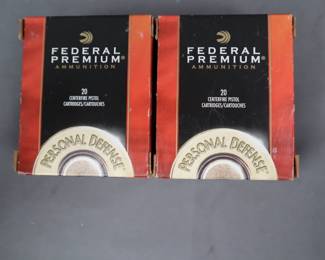 FEDERAL
PREMIUM®
AMMUNITION
20
CENTERFIRE PISTOL
CARTRIDGES/CARTOUCHES
PERSONAL DEFENSE
FEDERAL
PREMIUM®
AMMUNITION
20
CENTERFIRE PISTOL
CARTRIDGES/CARTOUCHES
PERSONAL DEFENSE